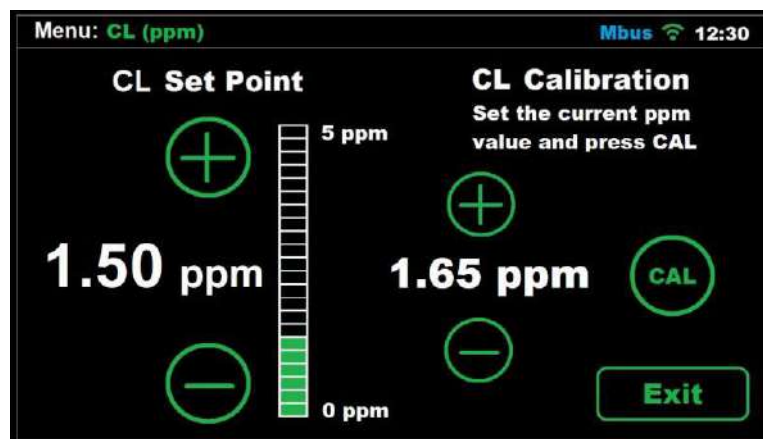 Menu: CL (ppm)
Mbus 12:30
CL Set Point
5 ppm
1.50 ppm
0 ppm
CL Calibration
Set the current ppm
value and press CAL
1.65 ppm
CAL
Exit